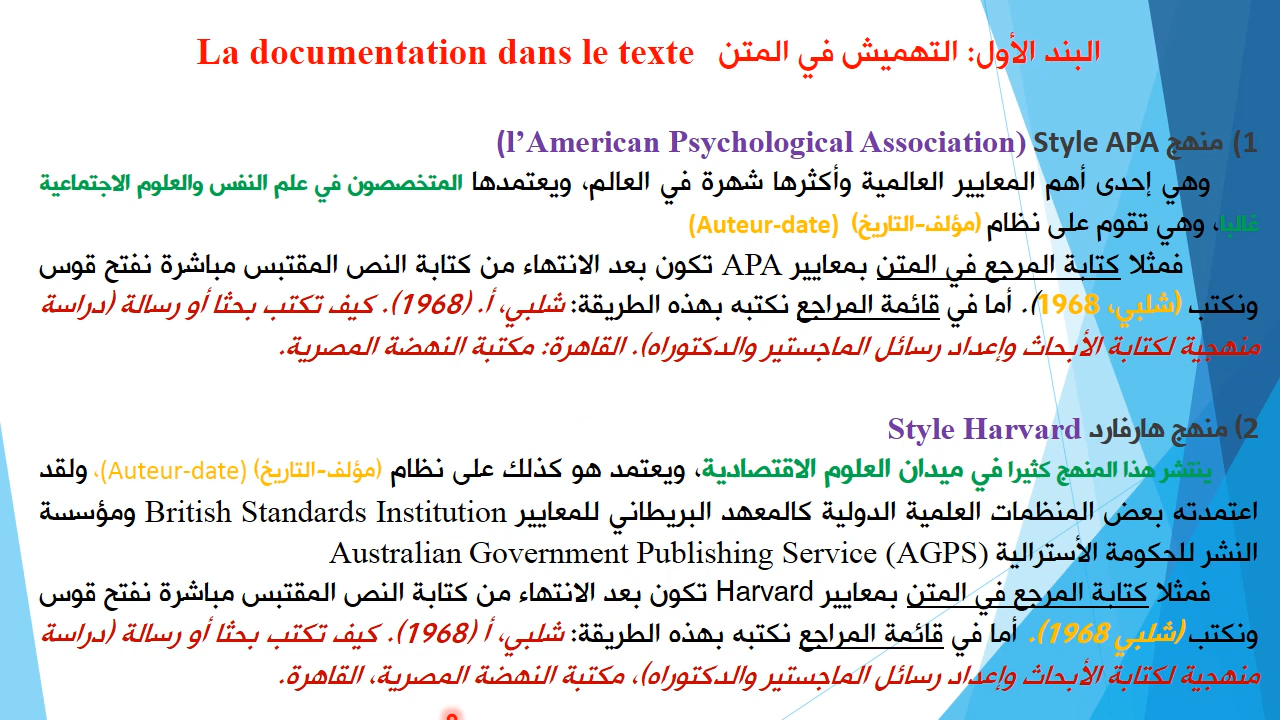 البند الأول: التهميش في المتن La documentation dans le texte
1) منهج Style APA (l’American Psychological Association)
وهي إحدى أهم المعايير العالمية وأكثرها شهرة في العالم، ويعتمدها المتخصصون في علم النفس والعلوم الاجتماعية
غالبا، وهي تقوم على نظام (مؤلف-التاريخ) (Auteur-date)
فمثلا كتابة المرجع في المتن بمعايير APA تكون بعد الانتهاء من كتابة النص المقتبس مباشرة نفتح قوس
ونكتب (شلبي، 1968). أما في قائمة المراجع نكتبه بهذه الطريقة: شلبي، أ. (1968). كيف تكتب بحثا أو رسالة (دراسة
منهجية لكتابة الأبحاث وإعداد رسائل الماجستير والدكتوراه). القاهرة: مكتبة النهضة المصرية.
2) منهج هارفارد Style Harvard
ينتشر هذا المنهج كثيرا في ميدان العلوم الاقتصادية، ويعتمد هو كذلك على نظام (مؤلف-التاريخ) (Auteur-date)، ولقد
اعتمدته بعض المنظمات العلمية الدولية كالمعهد البريطاني للمعايير British Standards Institution ومؤسسة
النشر للحكومة الأسترالية Australian Government Publishing Service (AGPS)
فمثلا كتابة المرجع في المتن بمعايير Harvard تكون بعد الانتهاء من كتابة النص المقتبس مباشرة نفتح قوس
ونكتب (شلبي 1968). أما في قائمة المراجع نكتبه بهذه الطريقة: شلبي، أ (1968). كيف تكتب بحثا أو رسالة (دراسة
منهجية لكتابة الأبحاث وإعداد رسائل الماجستير والدكتوراه)، مكتبة النهضة المصرية، القاهرة.